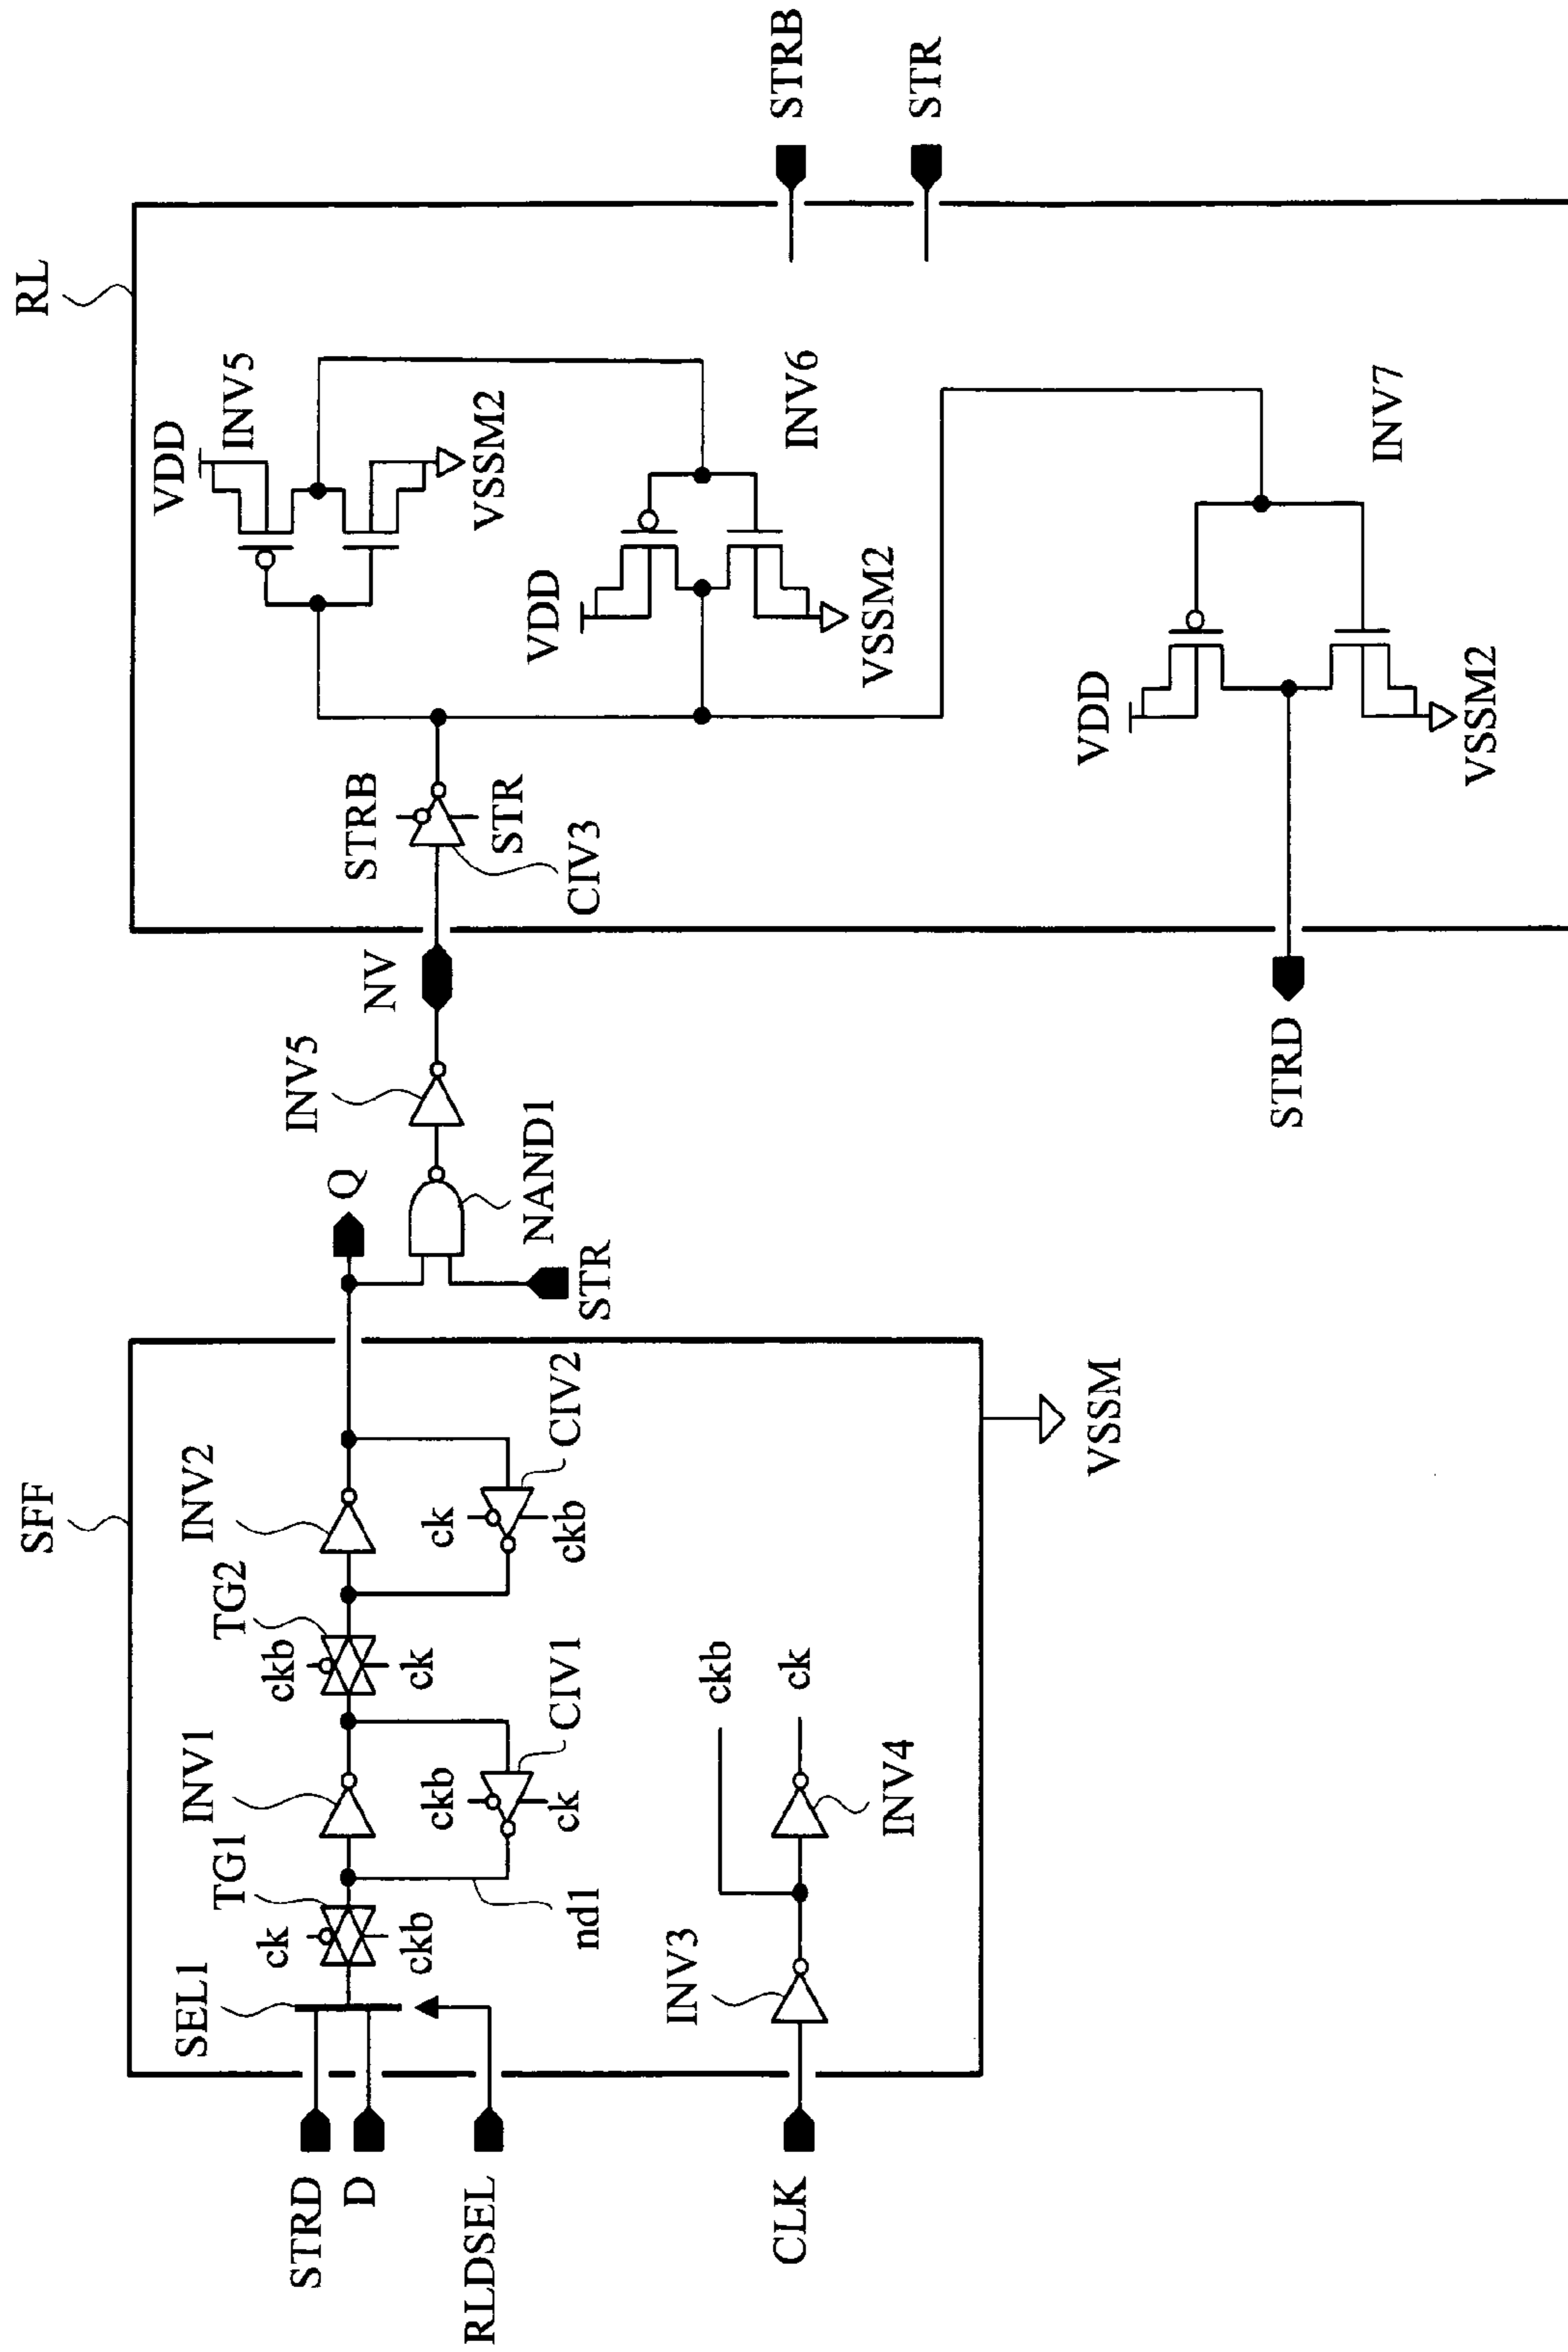 SFF
STRD
D
RLDSEL
CLK
SEL1
ck
ckb
TG1
nd1
INV1
ckb
ck
CIV1
TG2
ckb
ck
INV2
ck
ckb
CIV2
INV3
INV4
ckb
ck
VSSM
Q
STR
NAND1
INV5
NV
RL
STRB
STR
CIV3
VDD
INV5
VSSM2
VDD
INV6
VSSM2
VDD
INV7
VSSM2
STRD
STRB
STR